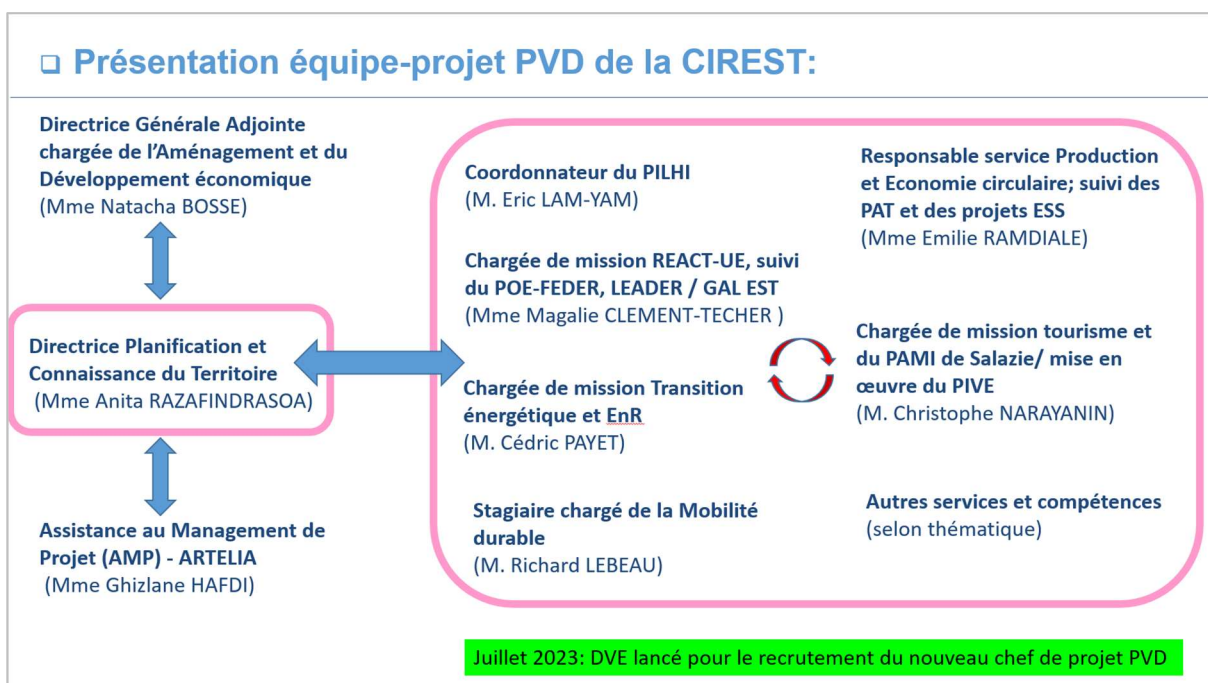 Présentation équipe-projet PVD de la CIREST:
Directrice Générale Adjointe
chargée de l'Aménagement et du
Développement économique
(Mme Natacha BOSSE)
Directrice Planification et
Connaissance du Territoire
(Mme Anita RAZAFINDRASOA)
Assistance au Management de
Projet (AMP) - ARTELIA
(Mme Ghizlane HAFDI)
Coordonnateur du PILHI
(M. Eric LAM-YAM)
Chargée de mission REACT-UE, suivi
du POE-FEDER, LEADER / GAL EST
(Mme Magalie CLEMENT-TECHER )
Chargée de mission Transition
énergétique et EnR
(M. Cédric PAYET)
Stagiaire chargé de la Mobilité
durable
(M. Richard LEBEAU)
Responsable service Production
et Economie circulaire; suivi des
PAT et des projets ESS
(Mme Emilie RAMDIALE)
Chargée de mission tourisme et
du PAMI de Salazie/ mise en
œuvre du PIVE
(M. Christophe NARAYANIN)
Autres services et compétences
(selon thématique)
Juillet 2023: DVE lancé pour le recrutement du nouveau chef de projet PVD